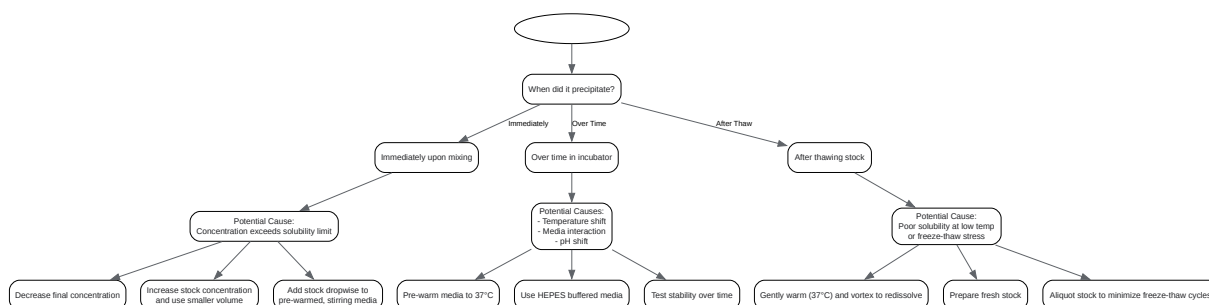 When did it precipitate?
Immediately
Over Time
After Thaw
Immediately upon mixing
Over time in incubator
After thawing stock
Potential Cause:
Concentration exceeds solubility limit
Potential Causes:
- Temperature shift
- Media interaction
- pH shift
Potential Cause:
Poor solubility at low temp
or freeze-thaw stress
Decrease final concentration
Increase stock concentration
and use smaller volume
Add stock dropwise to
pre-warmed, stirring media
Pre-warm media to 37°C
Use HEPES buffered media
Test stability over time
Gently warm (37°C) and vortex to redissolve
Prepare fresh stock
Aliquot stock to minimize freeze-thaw cycles